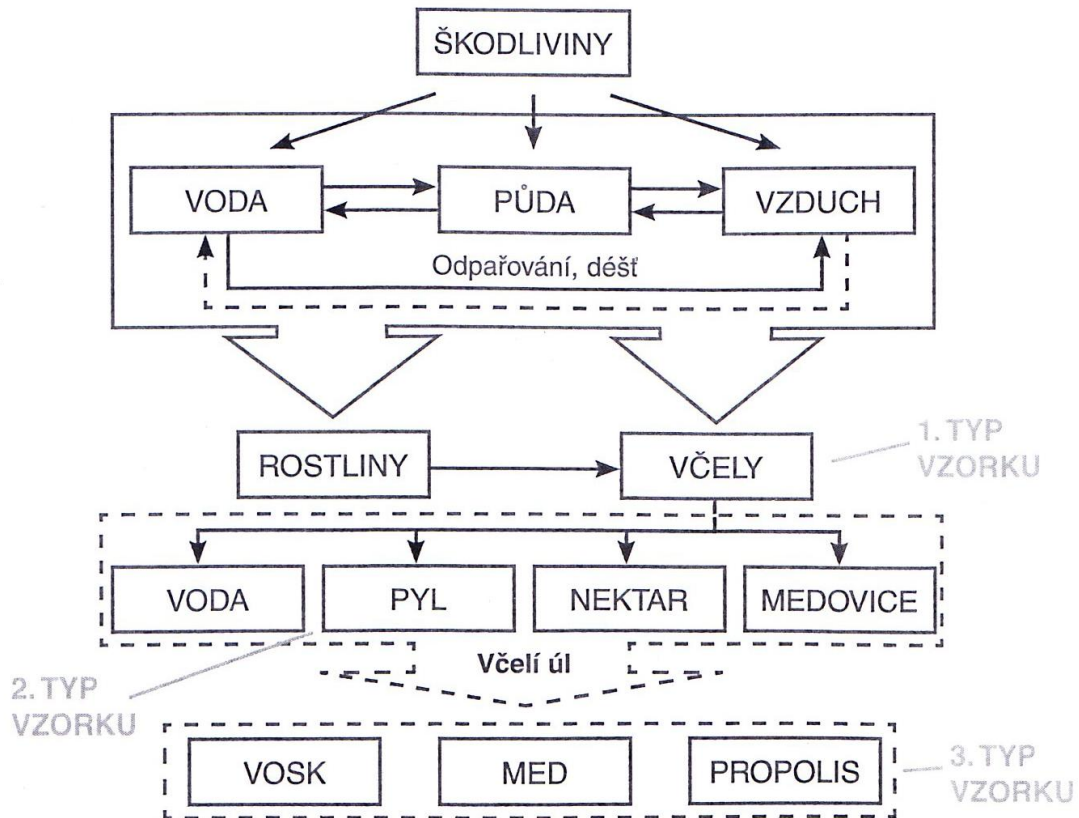 ŠKODLIVINY
VODA
PŮDA
VZDUCH
Odpařování, déšť
ROSTLINY
VČELY
1. TYP
VZORKU
VODA
PYL
NEKTAR
MEDOVICE
Včelí úl
2. TYP
VZORKU
VOSK
MED
PROPOLIS
3. TYP
VZORKU